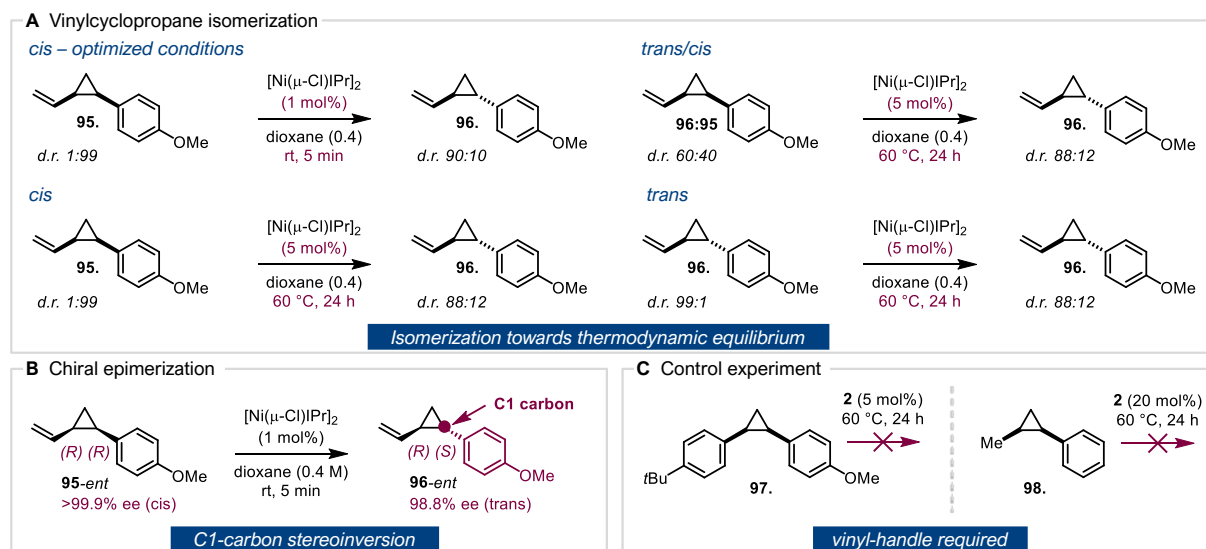 A Vinylcyclopropane isomerization
cis – optimized conditions
95.
OMe
d.r. 1:99
[Ni(μ-Cl)IPr]2
(1 mol%)
dioxane (0.4)
rt, 5 min
96.
OMe
d.r. 90:10
trans/cis
96:95
OMe
d.r. 60:40
[Ni(μ-Cl)IPr]2
(5 mol%)
dioxane (0.4)
60 °C, 24 h
96.
OMe
d.r. 88:12
cis
95.
OMe
d.r. 1:99
[Ni(μ-Cl)IPr]2
(5 mol%)
dioxane (0.4)
60 °C, 24 h
96.
OMe
d.r. 88:12
trans
96.
OMe
d.r. 99:1
[Ni(μ-Cl)IPr]2
(5 mol%)
dioxane (0.4)
60 °C, 24 h
96.
OMe
d.r. 88:12
Isomerization towards thermodynamic equilibrium
B Chiral epimerization
(R) (R)
OMe
95-ent
>99.9% ee (cis)
[Ni(μ-Cl)IPr]2
(1 mol%)
dioxane (0.4 M)
rt, 5 min
C1 carbon
(R) (S)
OMe
96-ent
98.8% ee (trans)
C1-carbon stereoinversion
C Control experiment
tBu
OMe
97.
2 (5 mol%)
60 °C, 24 h
Me
98.
2 (20 mol%)
60 °C, 24 h
vinyl-handle required